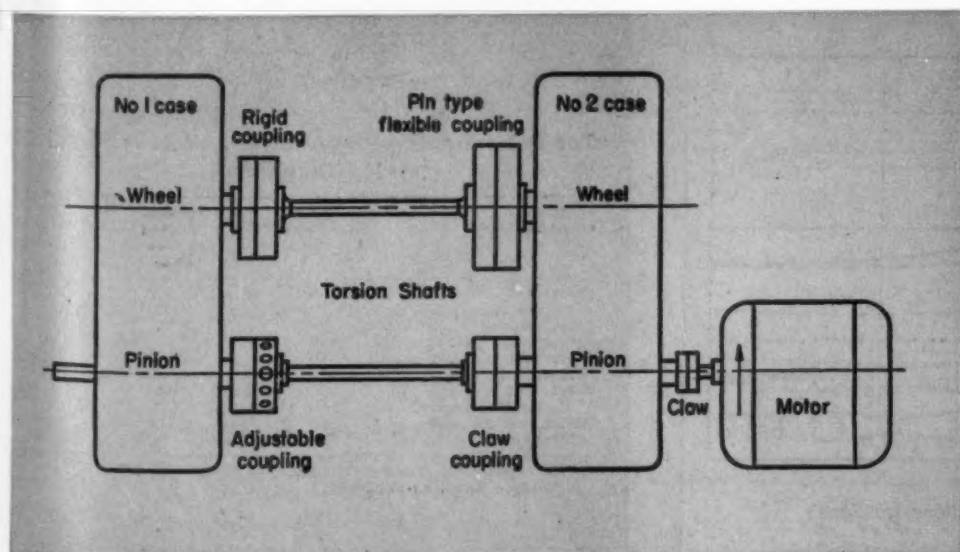 No 1 case
Rigid
coupling
Pin type
flexible coupling
No 2 case
Wheel
Wheel
Torsion Shafts
Pinion
Pinion
Claw
Motor
Adjustable
coupling
Claw
coupling